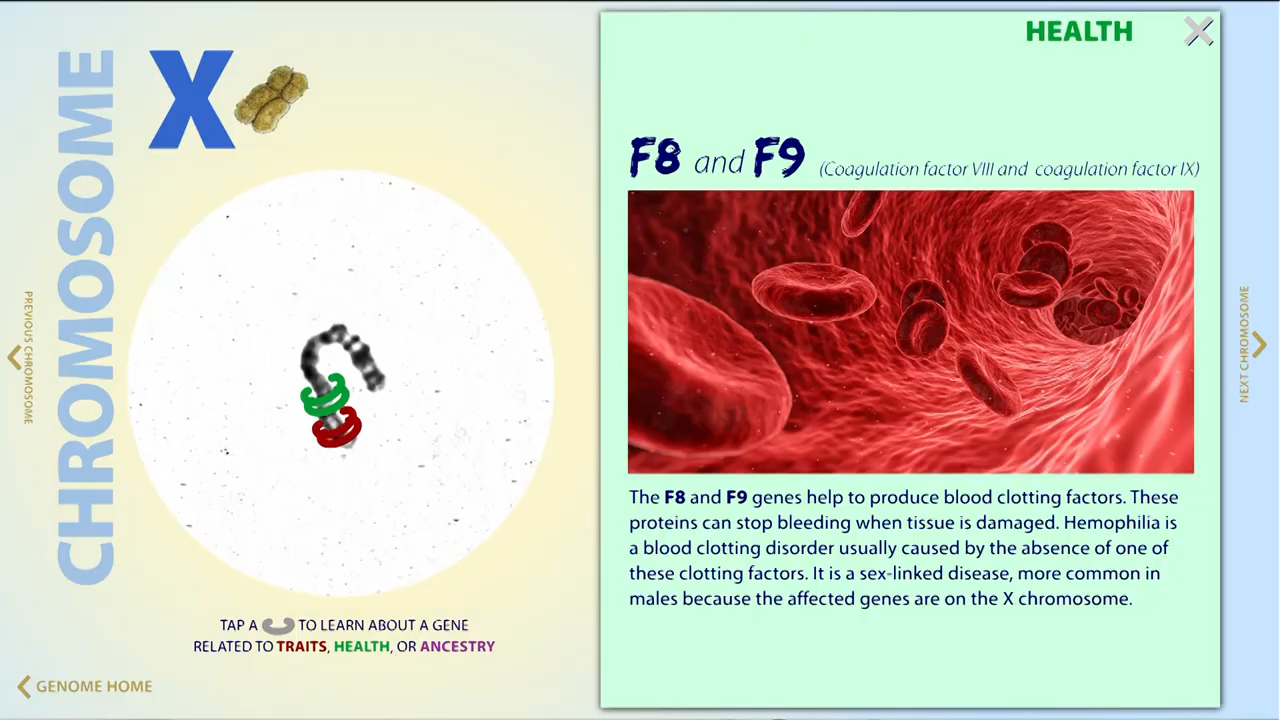 CHROMOSOME
X
PREVIOUS CHROMOSOME
TAP A TO LEARN ABOUT A GENE
RELATED TO TRAITS, HEALTH, OR ANCESTRY
GENOME HOME
HEALTH
F8 and F9 (Coagulation factor VIII and coagulation factor IX)
The F8 and F9 genes help to produce blood clotting factors. These
proteins can stop bleeding when tissue is damaged. Hemophilia is
a blood clotting disorder usually caused by the absence of one of
these clotting factors. It is a sex-linked disease, more common in
males because the affected genes are on the X chromosome.
NEXT CHROMOSOME